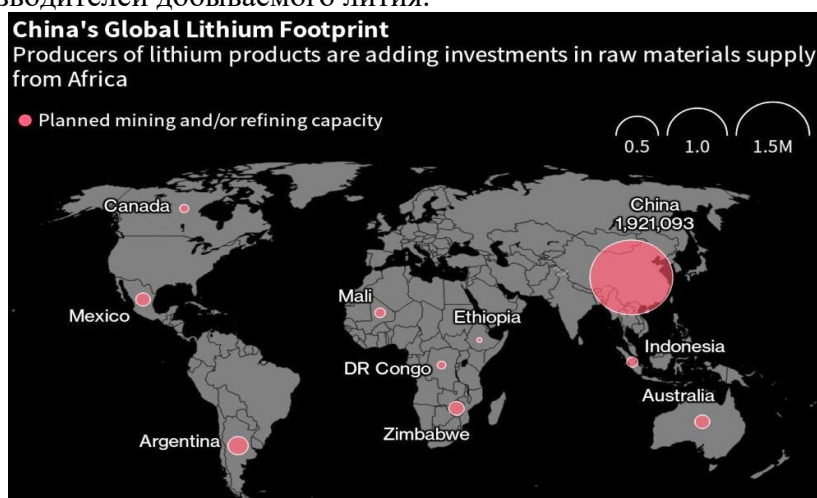 добываемого лития.
China's Global Lithium Footprint
Producers of lithium products are adding investments in raw materials supply
from Africa
Planned mining and/or refining capacity
0.5 1.0 1.5M
Canada
China
1,921,093
Mexico
Mali
Ethiopia
DR Congo
Indonesia
Australia
Zimbabwe
Argentina